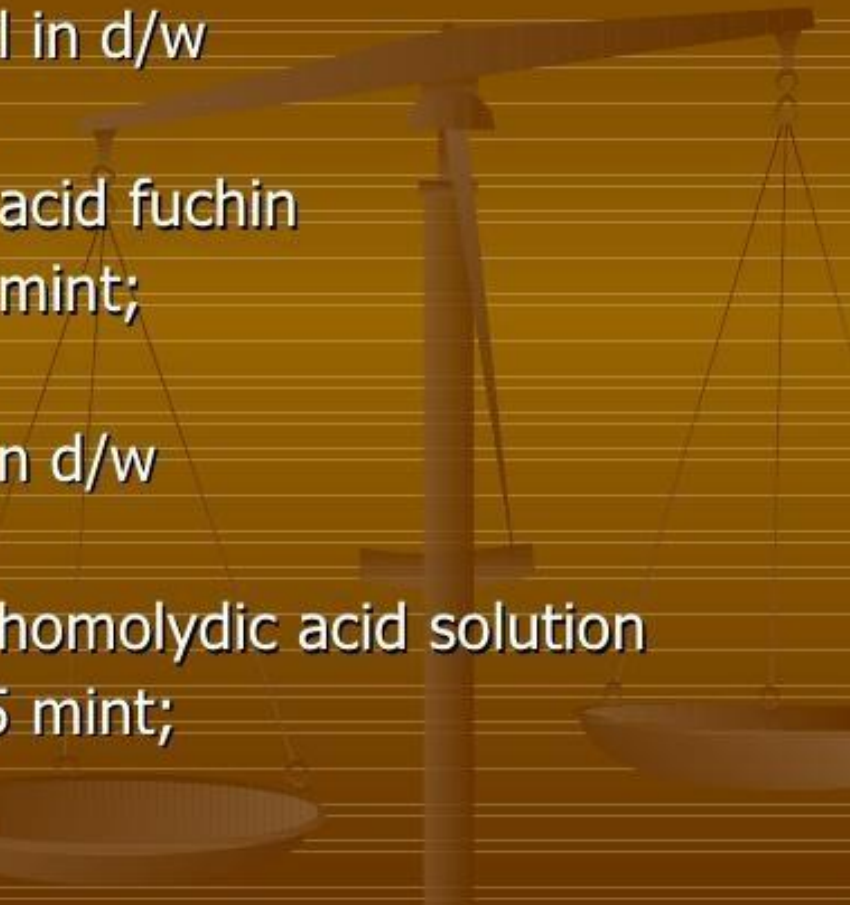 l in d/w
acid fuchin
mint;
n d/w
homolydic acid solution
5 mint;